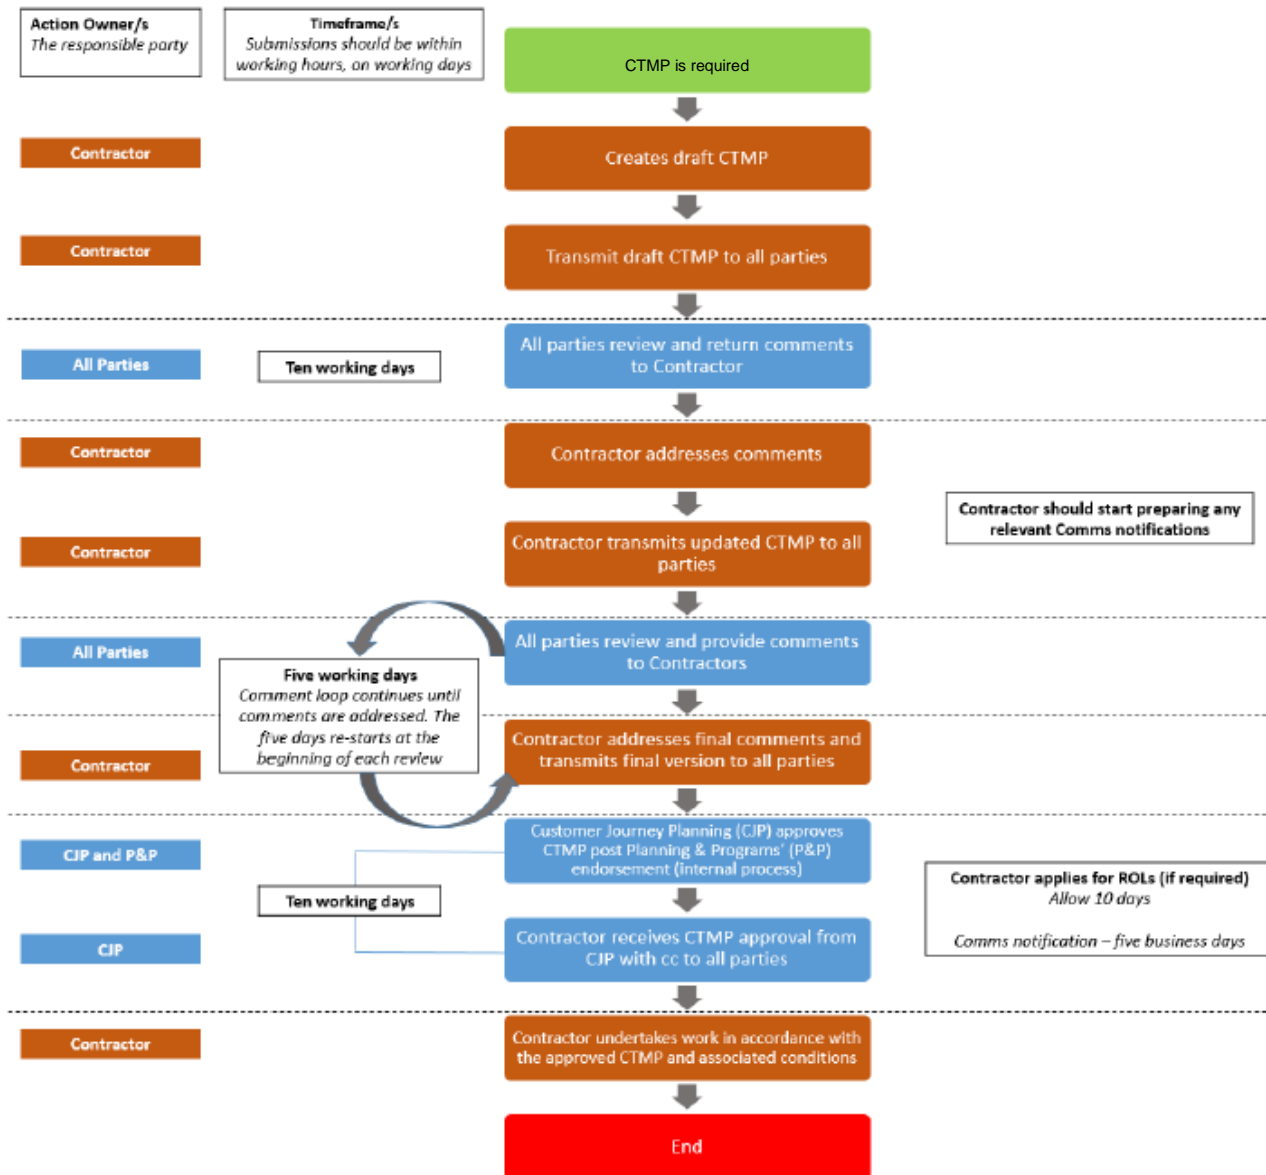 Action Owner/s
The responsible party
Timeframe/s
Submissions should be within
working hours, on working days
CTMP is required
Contractor
Creates draft CTMP
Contractor
Transmit draft CTMP to all parties
All Parties
Ten working days
All parties review and return comments
to Contractor
Contractor
Contractor addresses comments
Contractor should start preparing any
relevant Comms notifications
Contractor
Contractor transmits updated CTMP to all
parties
All Parties
All parties review and provide comments
to Contractors
Five working days
Comment loop continues until
comments are addressed. The
five days re-starts at the
beginning of each review
Contractor
Contractor addresses final comments and
transmits final version to all parties
CJP and P&P
Customer Journey Planning (CJP) approves
CTMP post Planning & Programs' (P&P)
endorsement (internal process)
Ten working days
Contractor applies for ROLs (if required)
Allow 10 days
Comms notification – five business days
CJP
Contractor receives CTMP approval from
CJP with cc to all parties
Contractor
Contractor undertakes work in accordance with
the approved CTMP and associated conditions
End